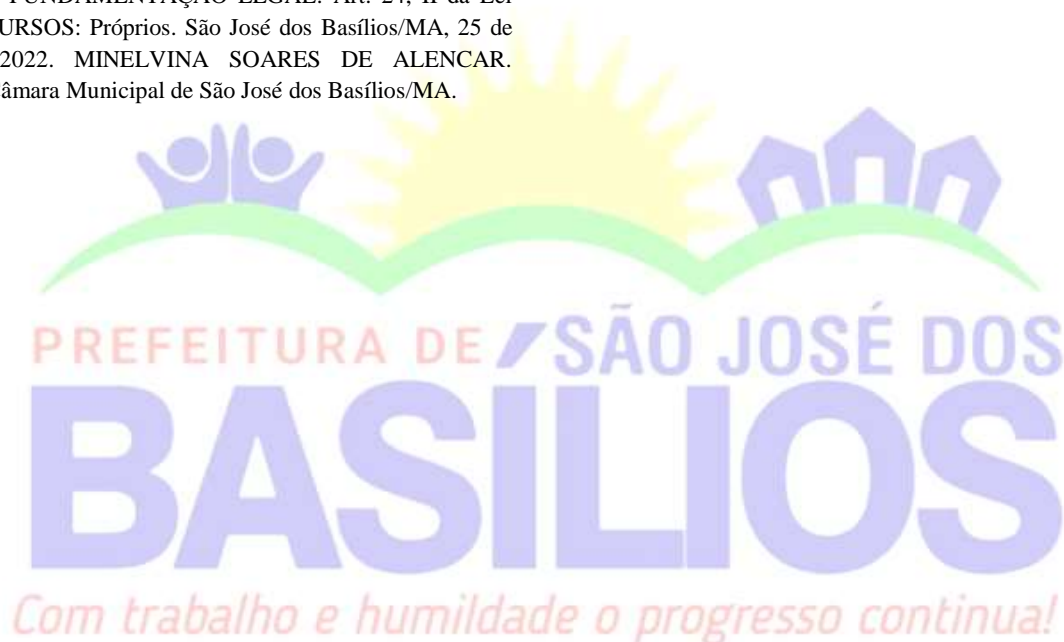 FUNDAMENTAÇÃO LEGAL: Art. 24, II da Lei
URSOS: Próprios. São José dos Basílios/MA, 25 de
2022. MINELVINA SOARES DE ALENCAR.
âmara Municipal de São José dos Basílios/MA.
PREFEITURA DE SÃO JOSÉ DOS
BASÍLIOS
Com trabalho e humildade o progresso continua!